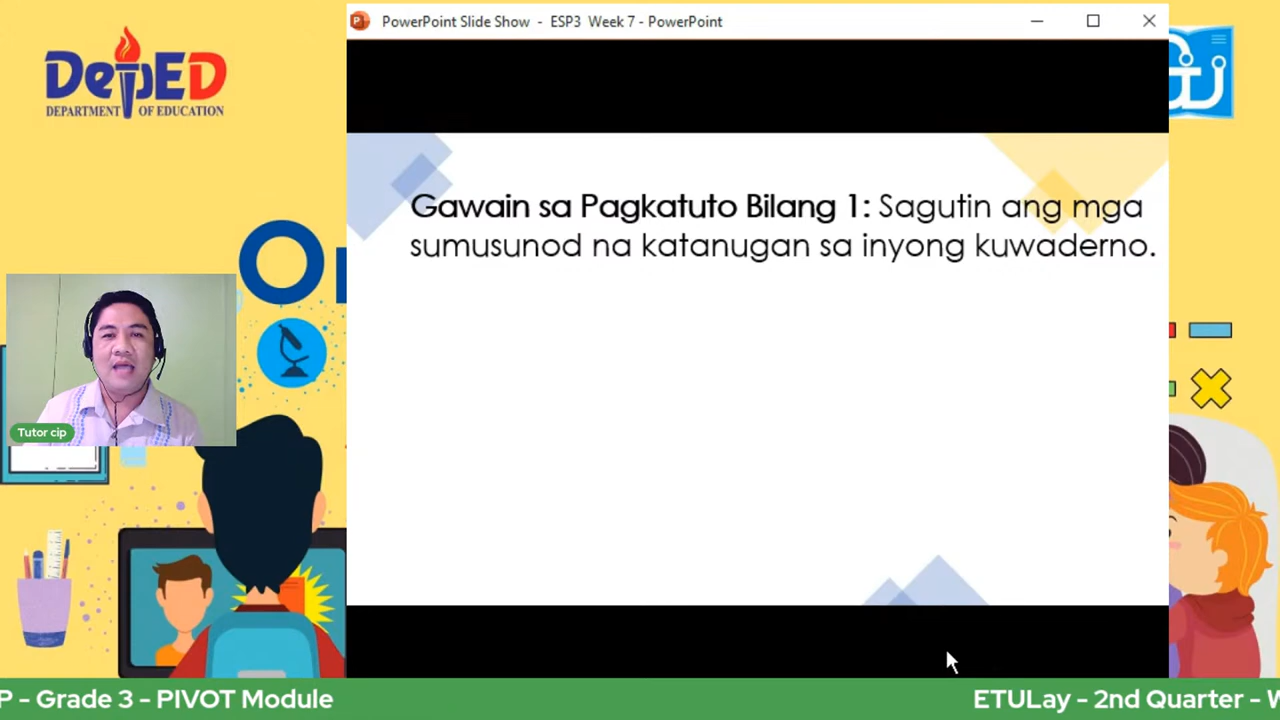 PowerPoint Slide Show - ESP3 Week 7 - PowerPoint
DepED
DEPARTMENT OF EDUCATION
Gawain sa Pagkatuto Bilang 1: Sagutin ang mga
sumusunod na katanugan sa inyong kuwaderno.
Tutor cip
P - Grade 3 - PIVOT Module
ETULay - 2nd Quarter - W